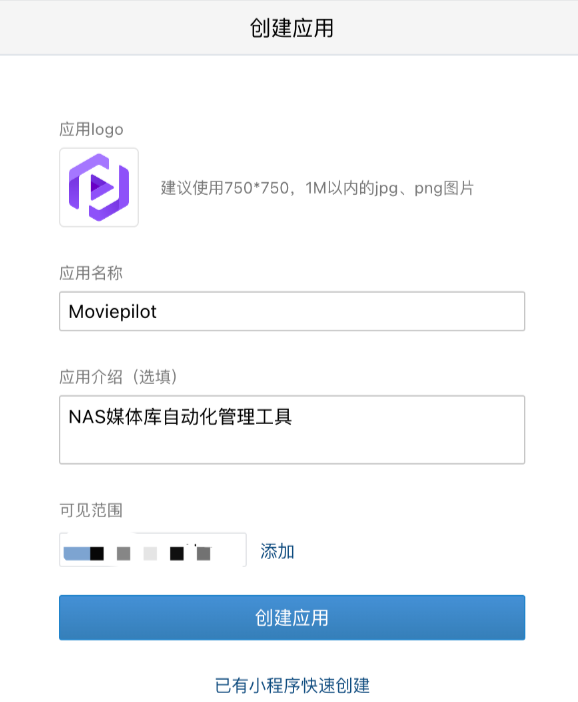 创建应用
应用logo
建议使用750*750，1M以内的jpg、png图片
应用名称
Moviepilot
应用介绍（选填）
NAS媒体库自动化管理工具
可见范围
添加
创建应用
已有小程序快速创建